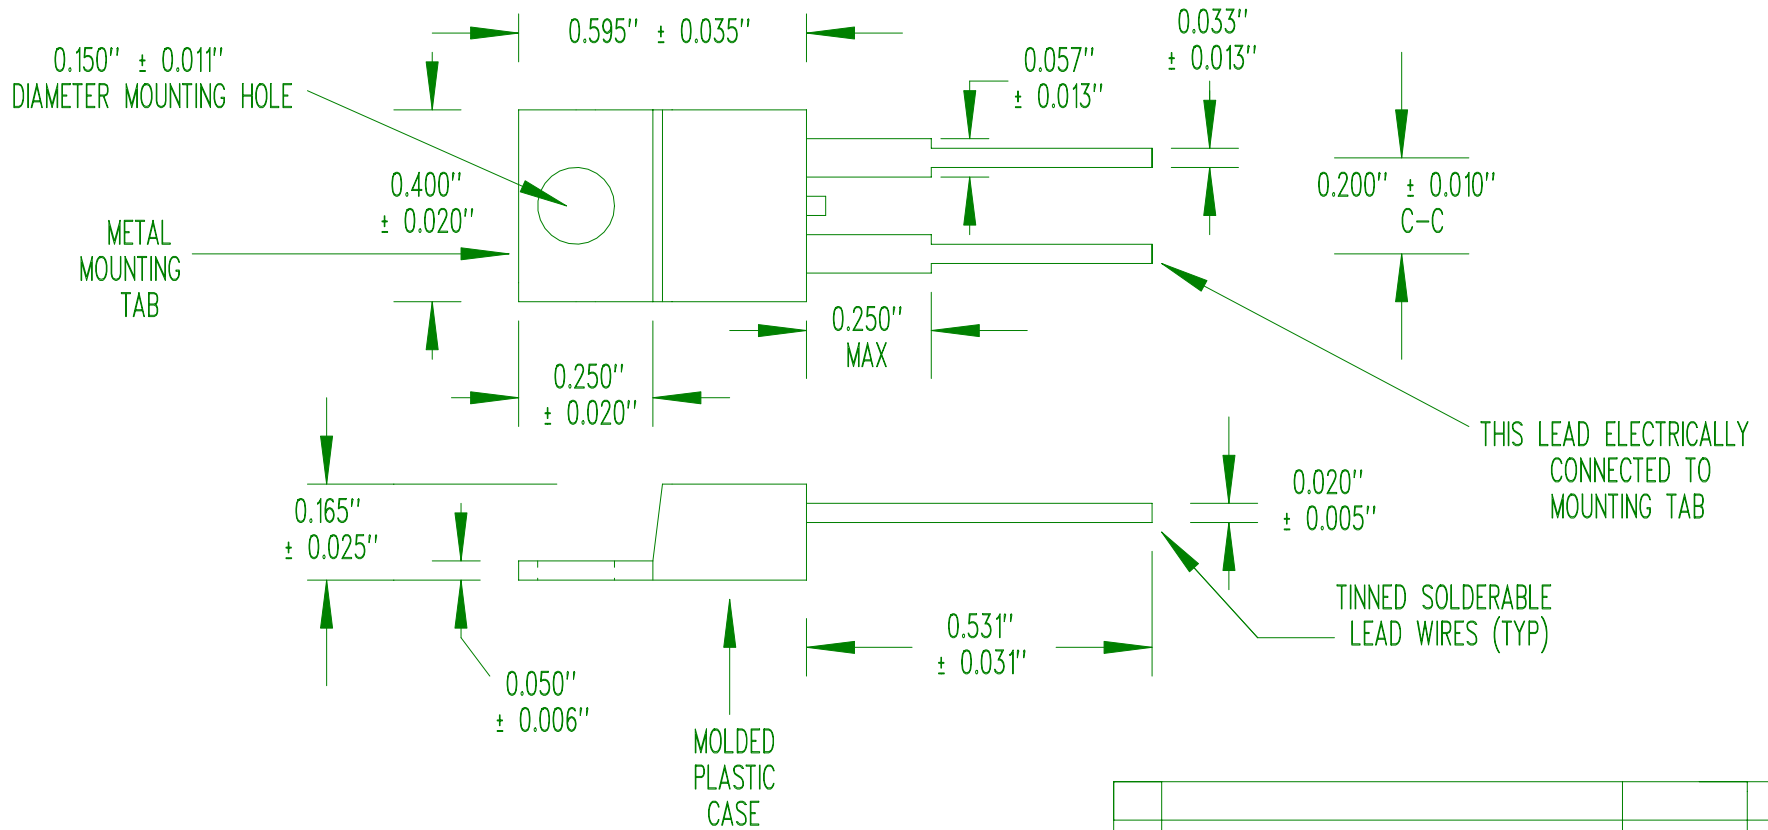 0.595" ± 0.035"
0.033"
± 0.013"
0.150" ± 0.011"
DIAMETER MOUNTING HOLE
0.057"
± 0.013"
0.400"
± 0.020"
0.200" ± 0.010"
C-C
METAL
MOUNTING
TAB
0.250"
MAX
0.250"
± 0.020"
THIS LEAD ELECTRICALLY
CONNECTED TO
MOUNTING TAB
0.165"
± 0.025"
0.020"
± 0.005"
TINNED SOLDERABLE
LEAD WIRES (TYP)
0.531"
± 0.031"
0.050"
± 0.006"
MOLDED
PLASTIC
CASE